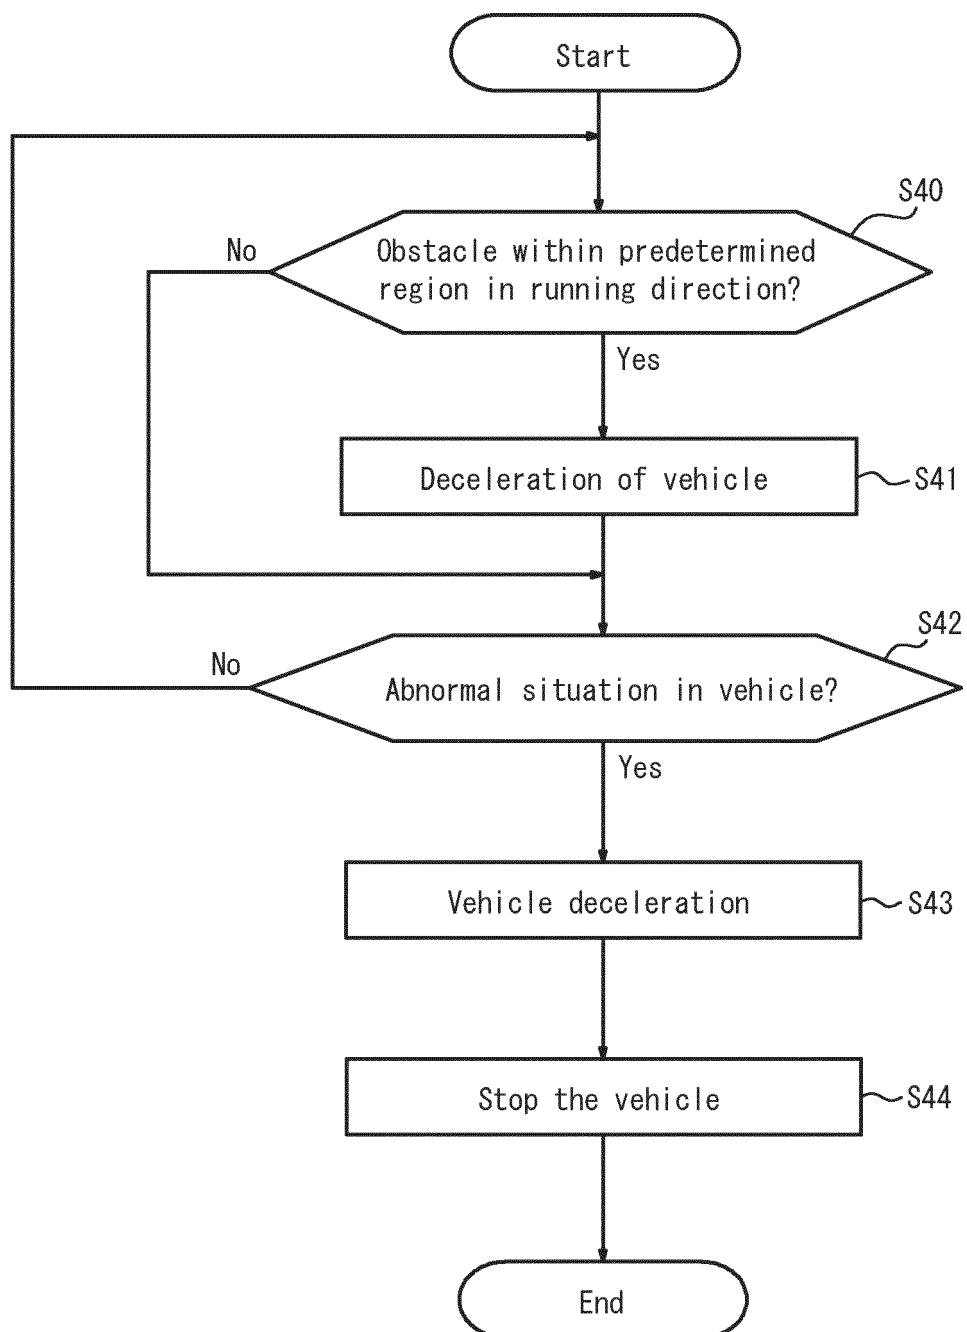 Start
S40
No
Obstacle within predetermined
region in running direction?
Yes
Deceleration of vehicle
S41
S42
No
Abnormal situation in vehicle?
Yes
Vehicle deceleration
S43
Stop the vehicle
S44
End